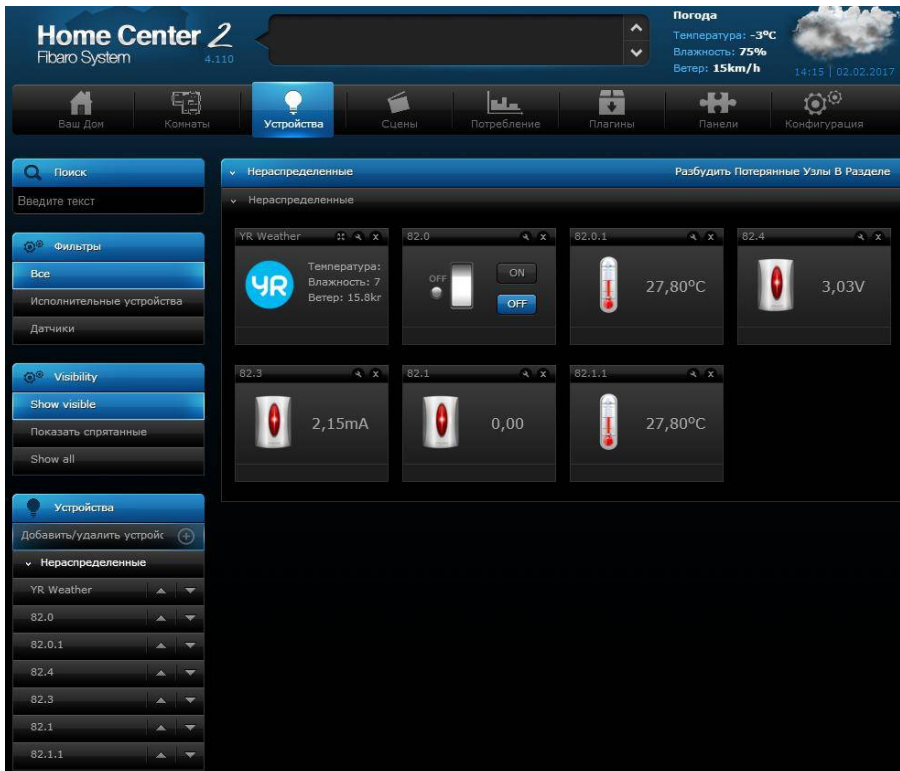 Home Center 2
Fibaro System
4.110
Погода
Температура: -3°C
Влажность: 75%
Ветер: 15km/h
14:15 | 02.02.2017
Ваш Дом
Комнаты
Устройства
Сцены
Потребление
Плагины
Панели
Конфигурация
Поиск
Введите текст
Фильтры
Все
Исполнительные устройства
Датчики
Visibility
Show visible
Показать спрятанные
Show all
Устройства
Добавить/удалить устройс
Нераспределенные
YR Weather
82.0
82.0.1
82.4
82.3
82.1
82.1.1
Нераспределенные
Разбудить Потерянные Узлы В Разделе
Нераспределенные
YR Weather
YR
Температура:
Влажность: 7
Ветер: 15.8kr
82.0
OFF
ON
OFF
82.0.1
27,80°C
82.4
3,03V
82.3
2,15mA
82.1
0,00
82.1.1
27,80°C